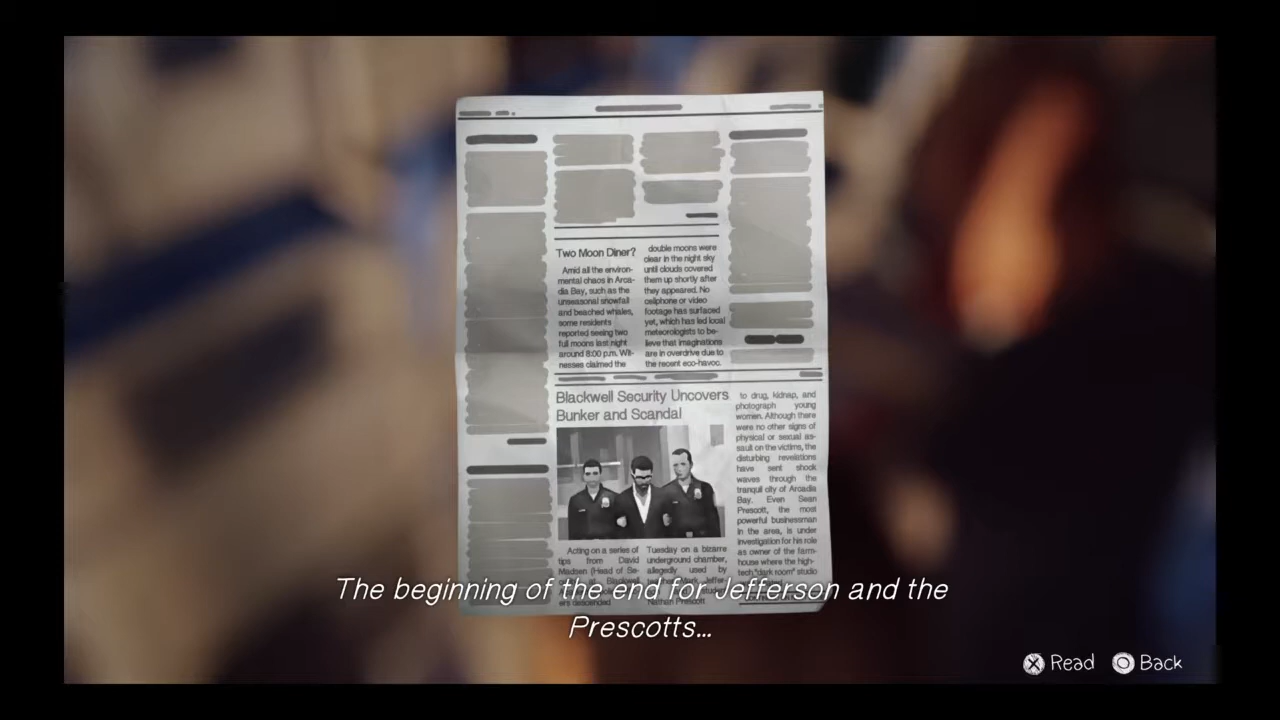 Two Moon Diner?
Amid all the environ-
mental chaos in Arca-
dia Bay, such as the
unseasonal snowfall
and beached whales,
some residents
reported seeing two
full moons last night
around 8:00 p.m. Wit-
nesses claimed the
double moons were
clear in the night sky
until clouds covered
them up shortly after
they appeared. No
cellphone or video
footage has surfaced
yet, which has led local
meteorologists to be-
lieve that imaginations
are in overdrive due to
the recent eco-havoc.
Blackwell Security Uncovers
Bunker and Scandal
Acting on a series of
tips from David
Madsen (Head of Se-
ers descended
Tuesday on a bizarre
underground chamber,
allegedly used by
Nathan Prescott
to drug, kidnap, and
photograph young
women. Although there
were no other signs of
physical or sexual as-
sault on the victims, the
disturbing revelations
have sent shock
waves through the
tranquil city of Arcadia
Bay. Even Sean
Prescott, the most
powerful businessman
in the area, is under
investigation for his role
as owner of the farm-
house where the high-
tech "dark room" studio
The beginning of the end for Jefferson and the
Prescotts...
Read
Back